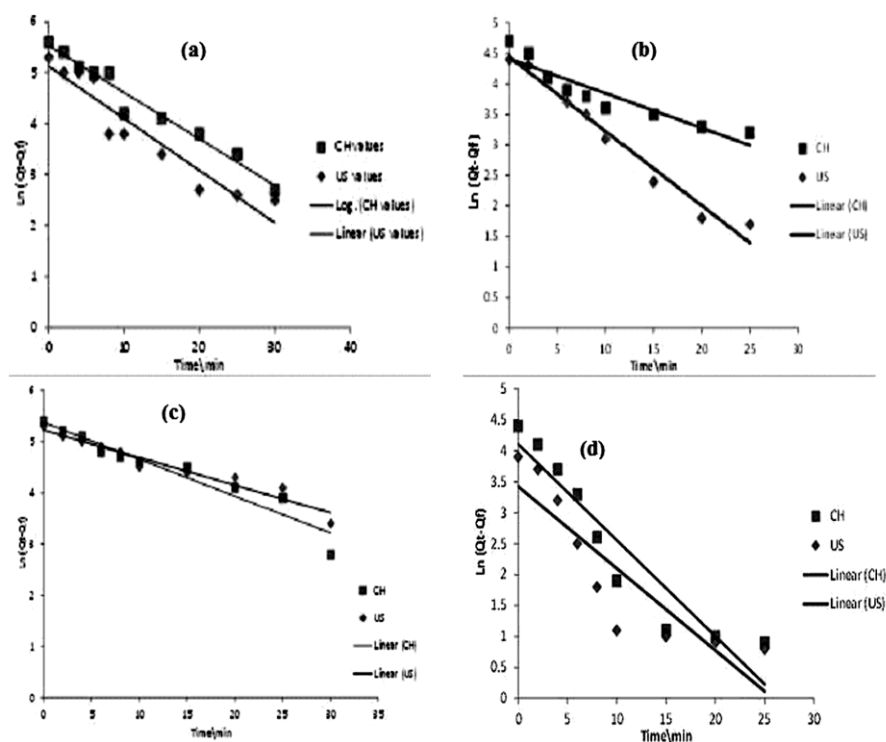 (a)
Ln (Qt-Qf)
6
5
4
3
2
1
0
0 10 20 30 40
Time\min
CH values
US values
Log. (CH values)
Linear (US values)
(b)
Ln (Qt-Qf)
5
4.5
4
3.5
3
2.5
2
1.5
1
0.5
0
0 5 10 15 20 25 30
Time\min
CH
US
Linear (CH)
Linear (US)
(c)
Ln (Qt-Qf)
6
5
4
3
2
1
0
0 5 10 15 20 25 30 35
Time\min
CH
US
Linear (CH)
Linear (US)
(d)
Ln (Qt-Qf)
5
4.5
4
3.5
3
2.5
2
1.5
1
0.5
0
0 5 10 15 20 25 30
Time\min
CH
US
Linear (CH)
Linear (US)